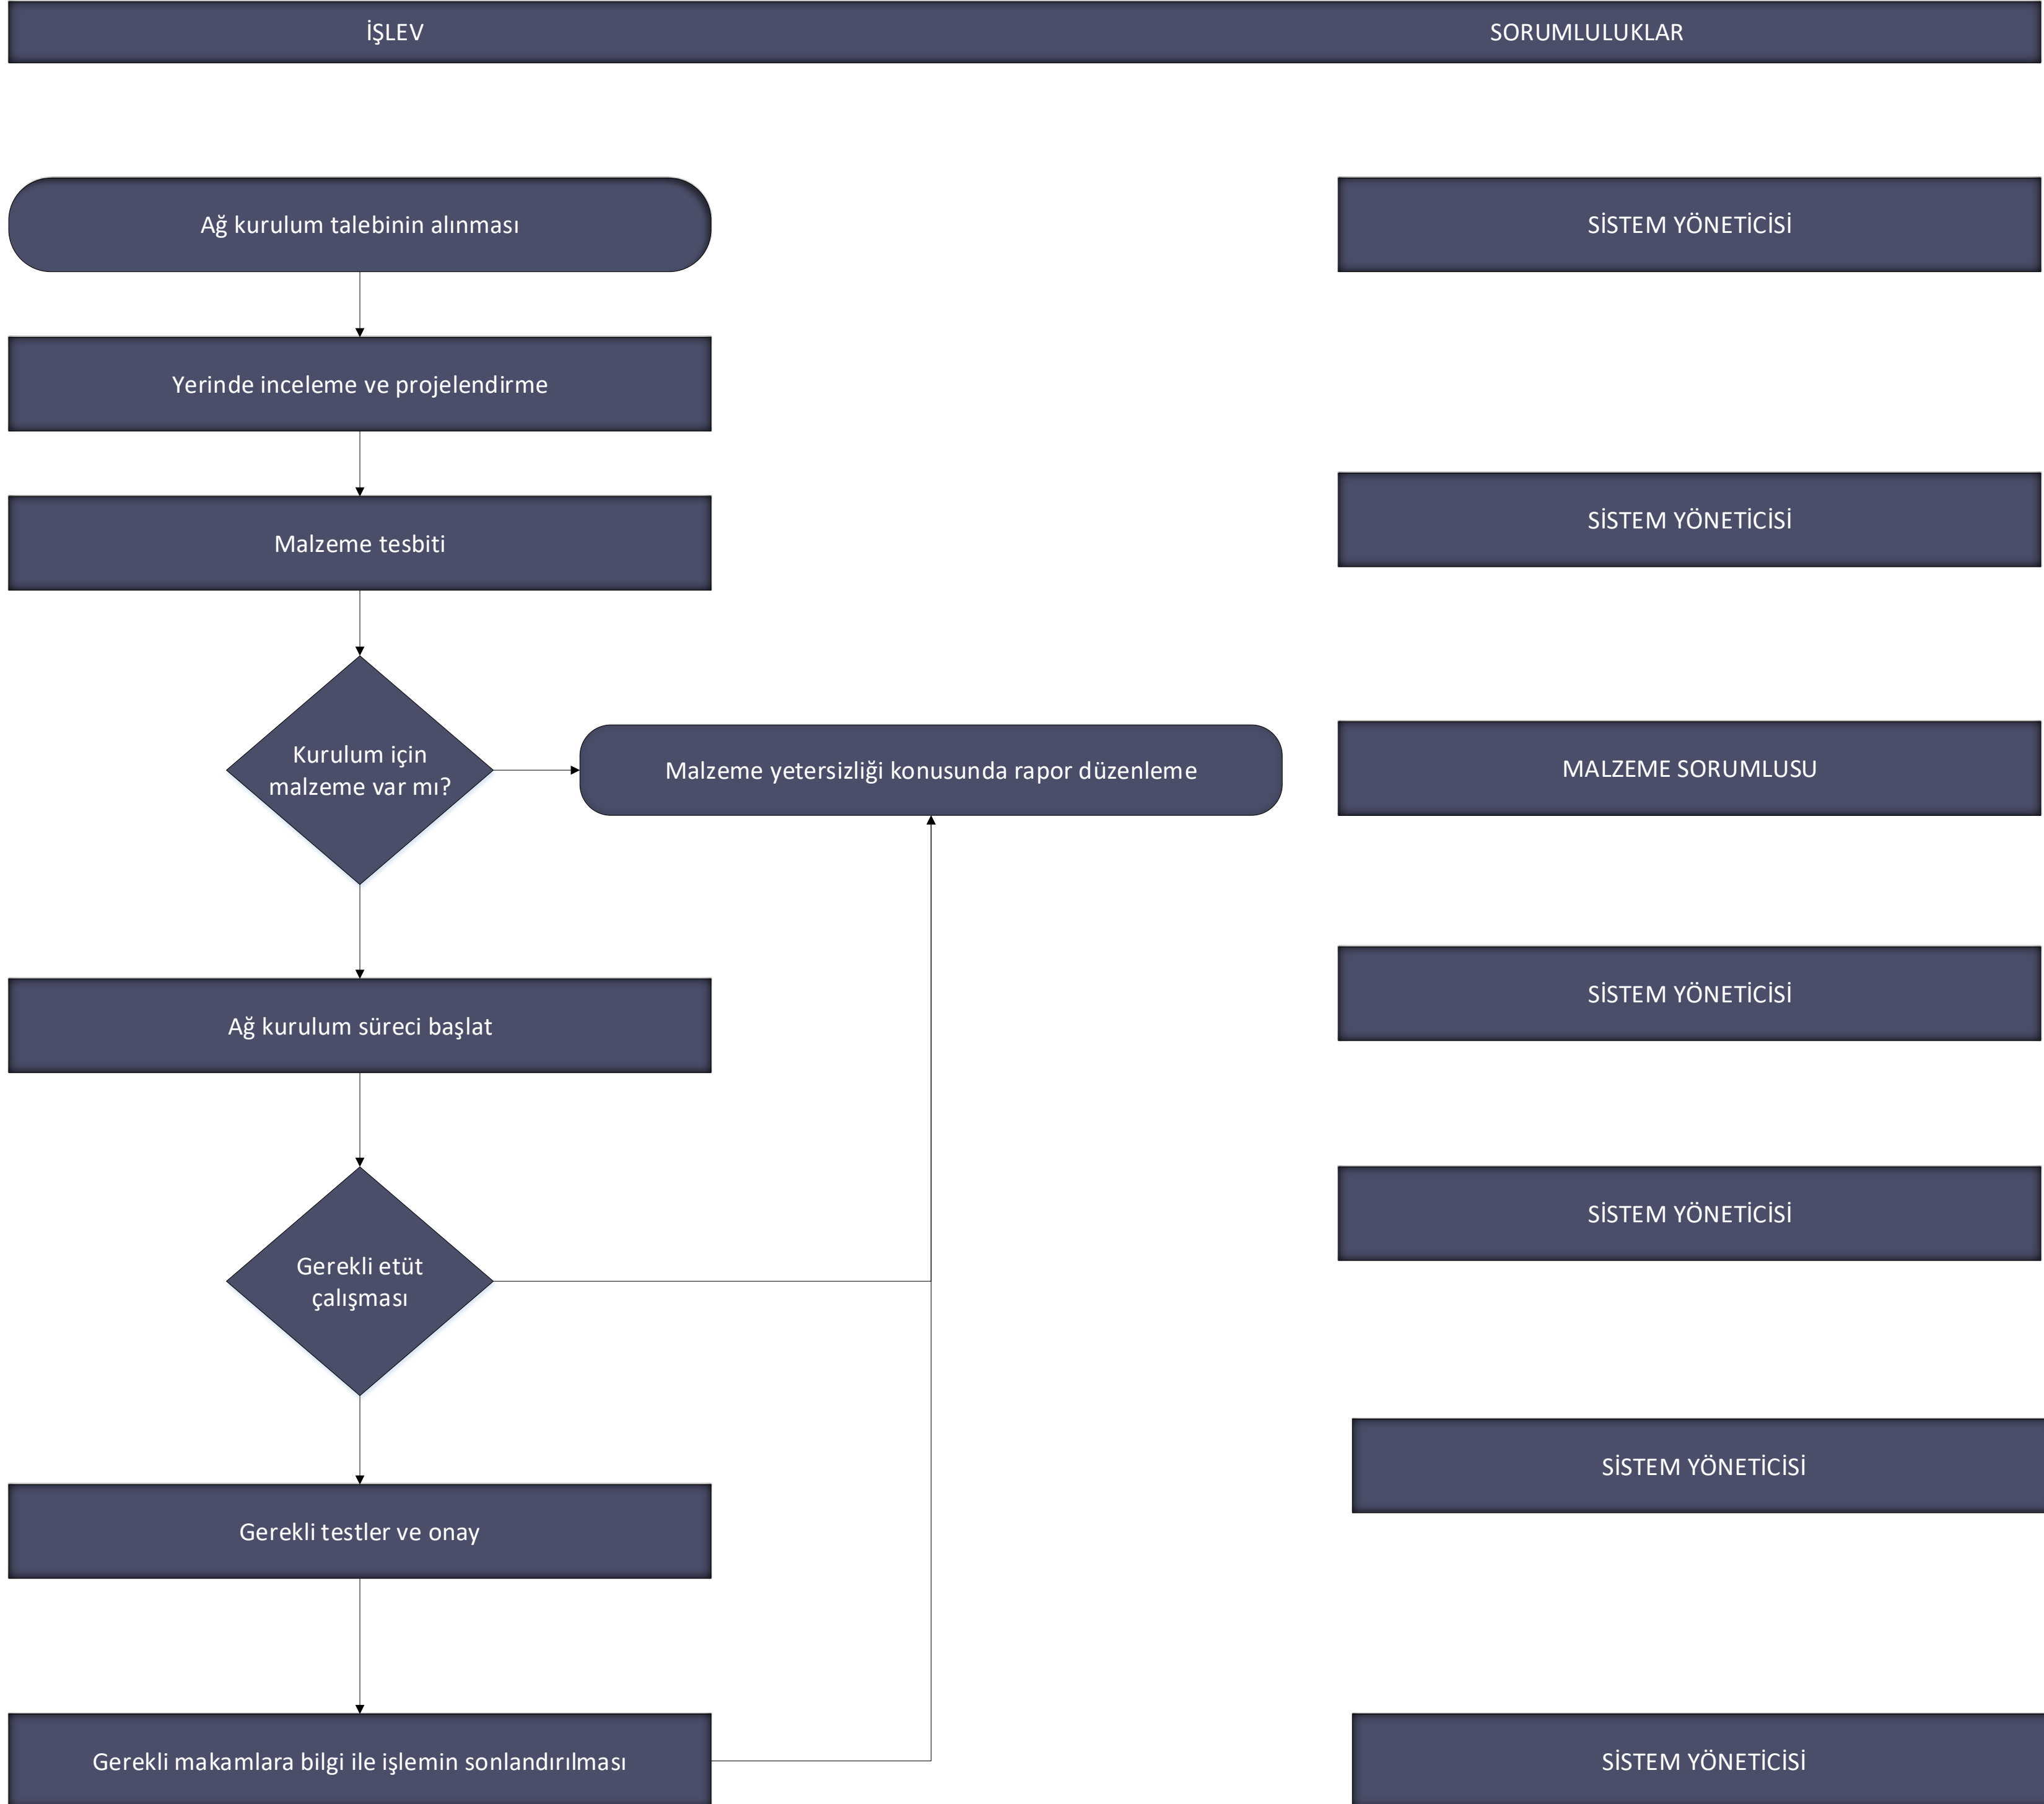 İŞLEV
SORUMLULUKLAR
Ağ kurulum talebinin alınması
SİSTEM YÖNETİCİSİ
Yerinde inceleme ve projelendirme
Malzeme tesbiti
SİSTEM YÖNETİCİSİ
Kurulum için
malzeme var mı?
Malzeme yetersizliği konusunda rapor düzenleme
MALZEME SORUMLUSU
Ağ kurulum süreci başlat
SİSTEM YÖNETİCİSİ
Gerekli etüt
çalışması
SİSTEM YÖNETİCİSİ
Gerekli testler ve onay
SİSTEM YÖNETİCİSİ
Gerekli makamlara bilgi ile işlemin sonlandırılması
SİSTEM YÖNETİCİSİ